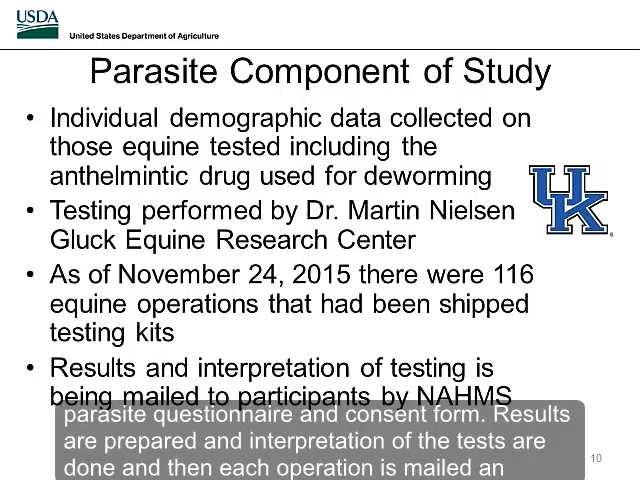 USDA
United States Department of Agriculture
Parasite Component of Study
• Individual demographic data collected on
those equine tested including the
anthelmintic drug used for deworming
• Testing performed by Dr. Martin Nielsen
Gluck Equine Research Center
UK
• As of November 24, 2015 there were 116
equine operations that had been shipped
testing kits
• Results and interpretation of testing is
being mailed to participants by NAHMS
parasite questionnaire and consent form. Results
are prepared and interpretation of the tests are
done and then each operation is mailed an
10